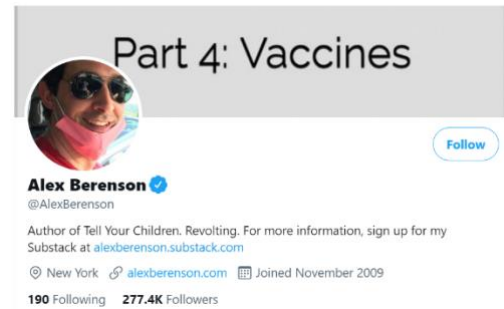 Part 4: Vaccines
Follow
Alex Berenson
@AlexBerenson
Author of Tell Your Children. Revolting. For more information, sign up for my
Substack at alexberenson.substack.com
New York alexberenson.com Joined November 2009
190 Following 277.4K Followers